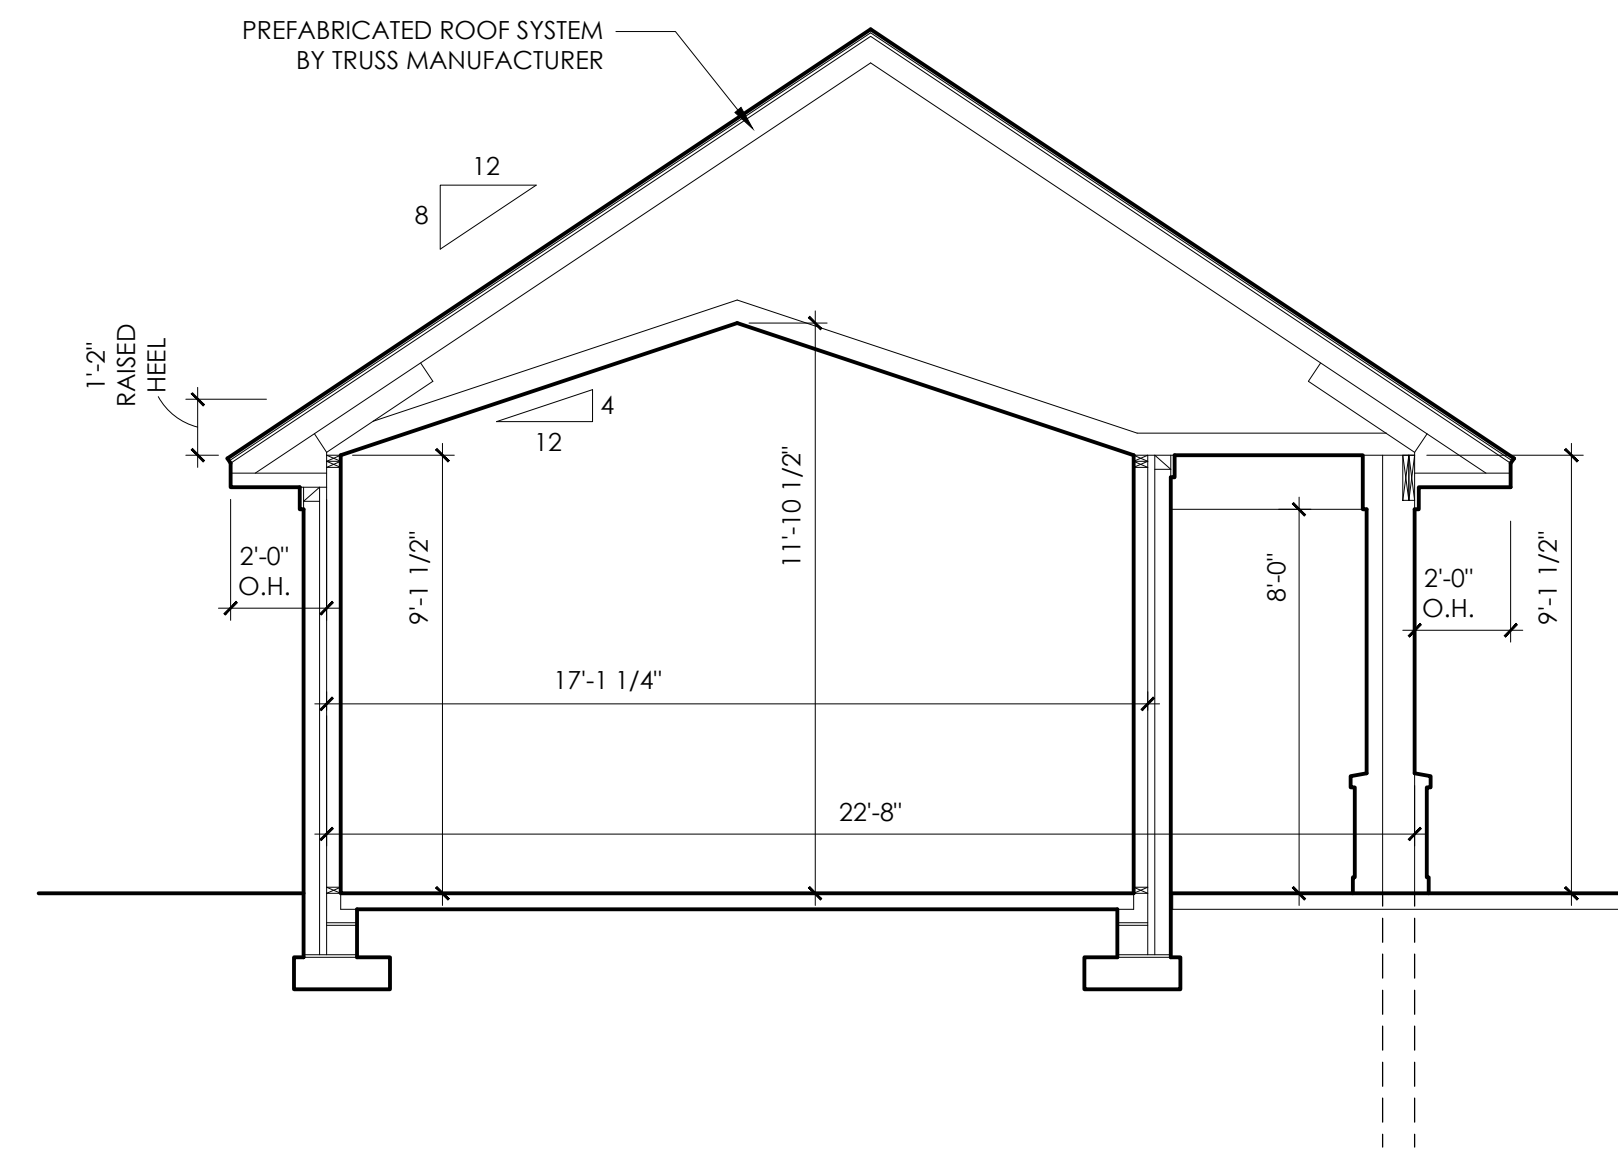 PREFABRICATED ROOF SYSTEM
BY TRUSS MANUFACTURER
12
8
1'-2"
RAISED
HEEL
4
12
11'-10 1/2"
9'-1 1/2"
2'-0"
O.H.
8'-0"
2'-0"
O.H.
9'-1 1/2"
17'-1 1/4"
22'-8"